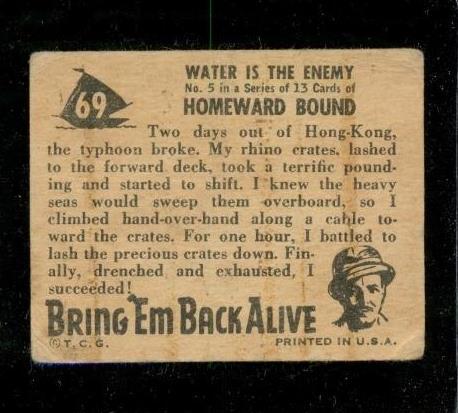 69
WATER IS THE ENEMY
No. 5 in a Series of 13 Cards of
HOMEWARD BOUND
Two days out of Hong-Kong,
the typhoon broke. My rhino crates, lashed
to the forward deck, took a terrific pound-
ing and started to shift. I knew the heavy
seas would sweep them overboard, so I
climbed hand-over-hand along a cable to-
ward the crates. For one hour, I battled to
lash the precious crates down. Fin-
ally, drenched and exhausted, I
succeeded!
BRING 'EM BACK ALIVE
© T. C. G.
PRINTED IN U.S.A.